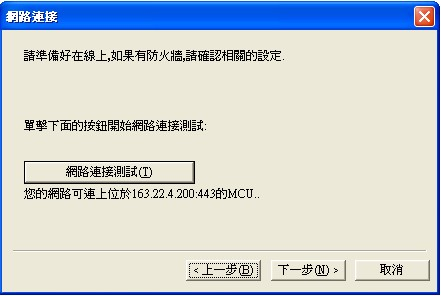 網路連接
請準備好在線上,如果有防火牆,請確認相關的設定.
單擊下面的按鈕開始網路連接測試:
網路連接測試(T)
您的網路可連上位於163.22.4.200:443的MCU..
< 上一步(B)
下一步(N) >
取消